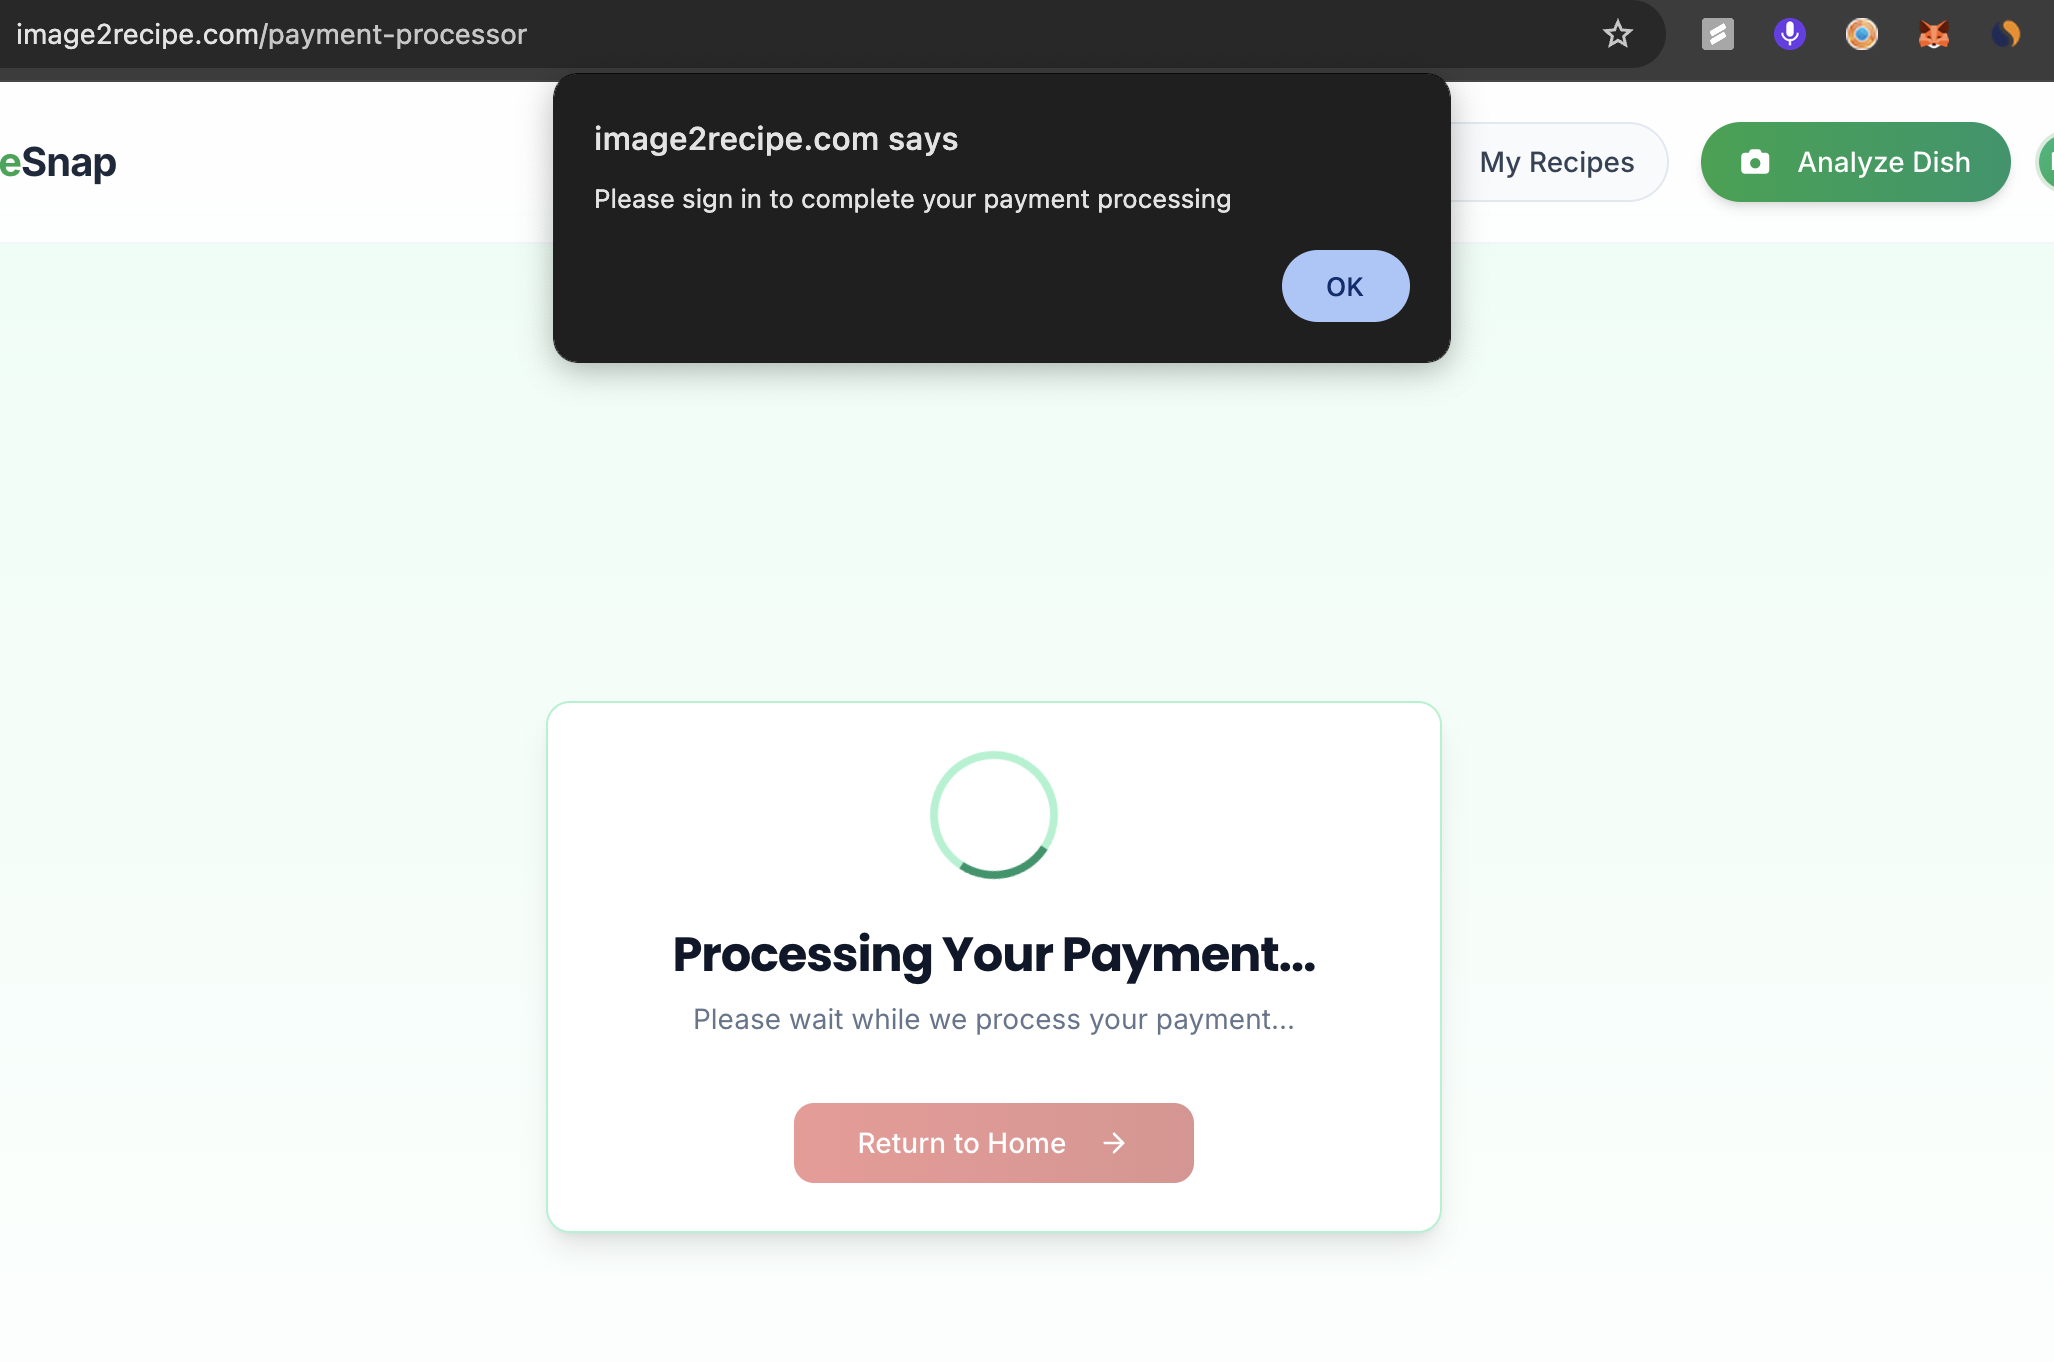 image2recipe.com/payment-processor
image2recipe.com says
Please sign in to complete your payment processing
OK
eSnap
My Recipes
Analyze Dish
Processing Your Payment...
Please wait while we process your payment...
Return to Home →